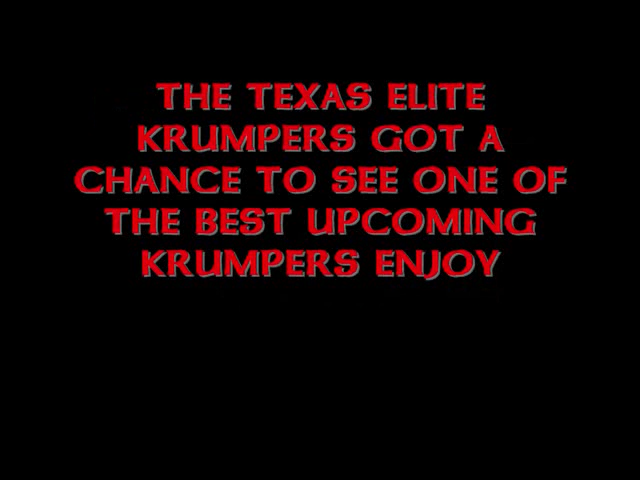 THE TEXAS ELITE
KRUMPERS GOT A
CHANCE TO SEE ONE OF
THE BEST UPCOMING
KRUMPERS ENJOY